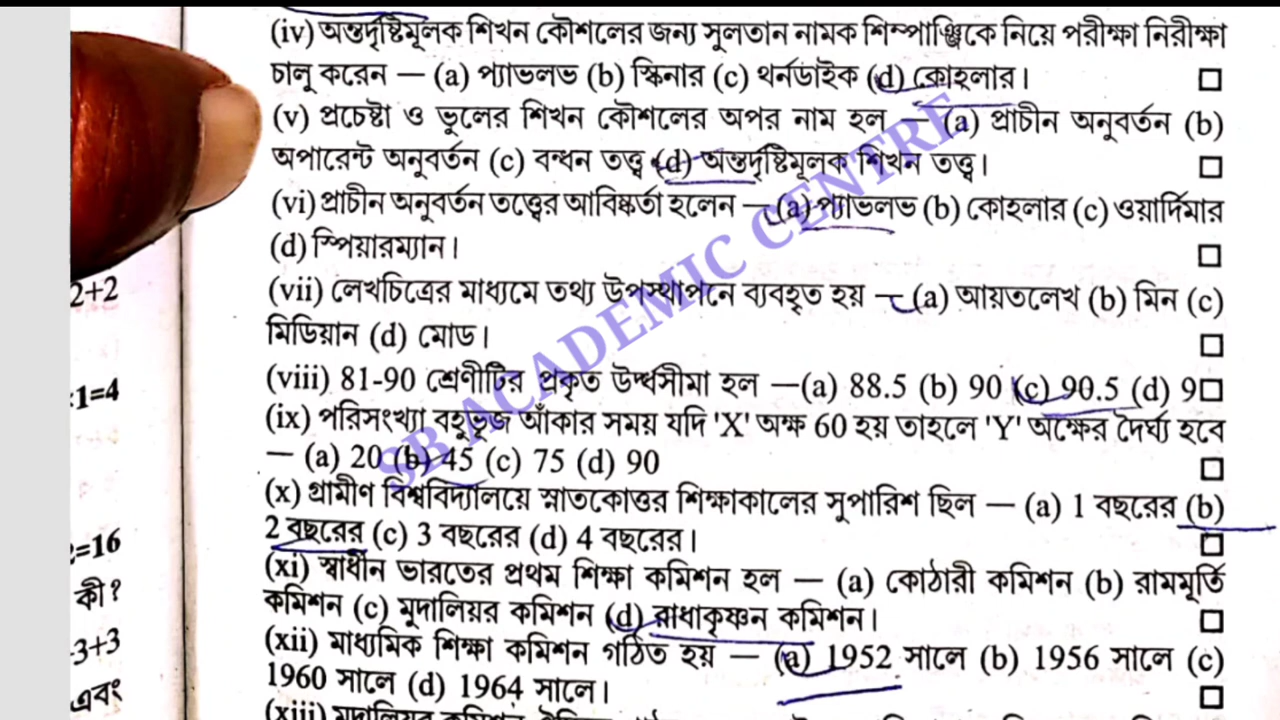 (iv) অন্তর্দৃষ্টিমূলক শিখন কৌশলের জন্য সুলতান নামক শিম্পাঞ্জিকে নিয়ে পরীক্ষা নিরীক্ষা
চালু করেন — (a) প্যাভলভ (b) স্কিনার (c) থর্নডাইক (d) কোহলার।
(v) প্রচেষ্টা ও ভুলের শিখন কৌশলের অপর নাম হল — (a) প্রাচীন অনুবর্তন (b)
অপারেন্ট অনুবর্তন (c) বন্ধন তত্ত্ব (d) অন্তর্দৃষ্টিমূলক শিখন তত্ত্ব।
(vi) প্রাচীন অনুবর্তন তত্ত্বের আবিষ্কর্তা হলেন — (a) প্যাভলভ (b) কোহলার (c) ওয়ার্দিমার
(d) স্পিয়ারম্যান।
2+2
(vii) লেখচিত্রের মাধ্যমে তথ্য উপস্থাপনে ব্যবহৃত হয় — (a) আয়তলেখ (b) মিন (c)
মিডিয়ান (d) মোড।
:1=4
(viii) 81-90 শ্রেণীটির প্রকৃত উর্ধ্বসীমা হল —(a) 88.5 (b) 90 (c) 90.5 (d) 9
(ix) পরিসংখ্যা বহুভূজ আঁকার সময় যদি 'X' অক্ষ 60 হয় তাহলে 'Y' অক্ষের দৈর্ঘ্য হবে
— (a) 20 (b) 45 (c) 75 (d) 90
(x) গ্রামীণ বিশ্ববিদ্যালয়ে স্নাতকোত্তর শিক্ষাকালের সুপারিশ ছিল — (a) 1 বছরের (b)
2 বছরের (c) 3 বছরের (d) 4 বছরের।
=16
(xi) স্বাধীন ভারতের প্রথম শিক্ষা কমিশন হল — (a) কোঠারী কমিশন (b) রামমূর্তি
কী?
কমিশন (c) মুদালিয়র কমিশন (d) রাধাকৃষ্ণন কমিশন।
(xii) মাধ্যমিক শিক্ষা কমিশন গঠিত হয় — (a) 1952 সালে (b) 1956 সালে (c)
3+3
1960 সালে (d) 1964 সালে।
এবং
(xiii) মুদালিয়র
SB ACADEMIC CENTRE